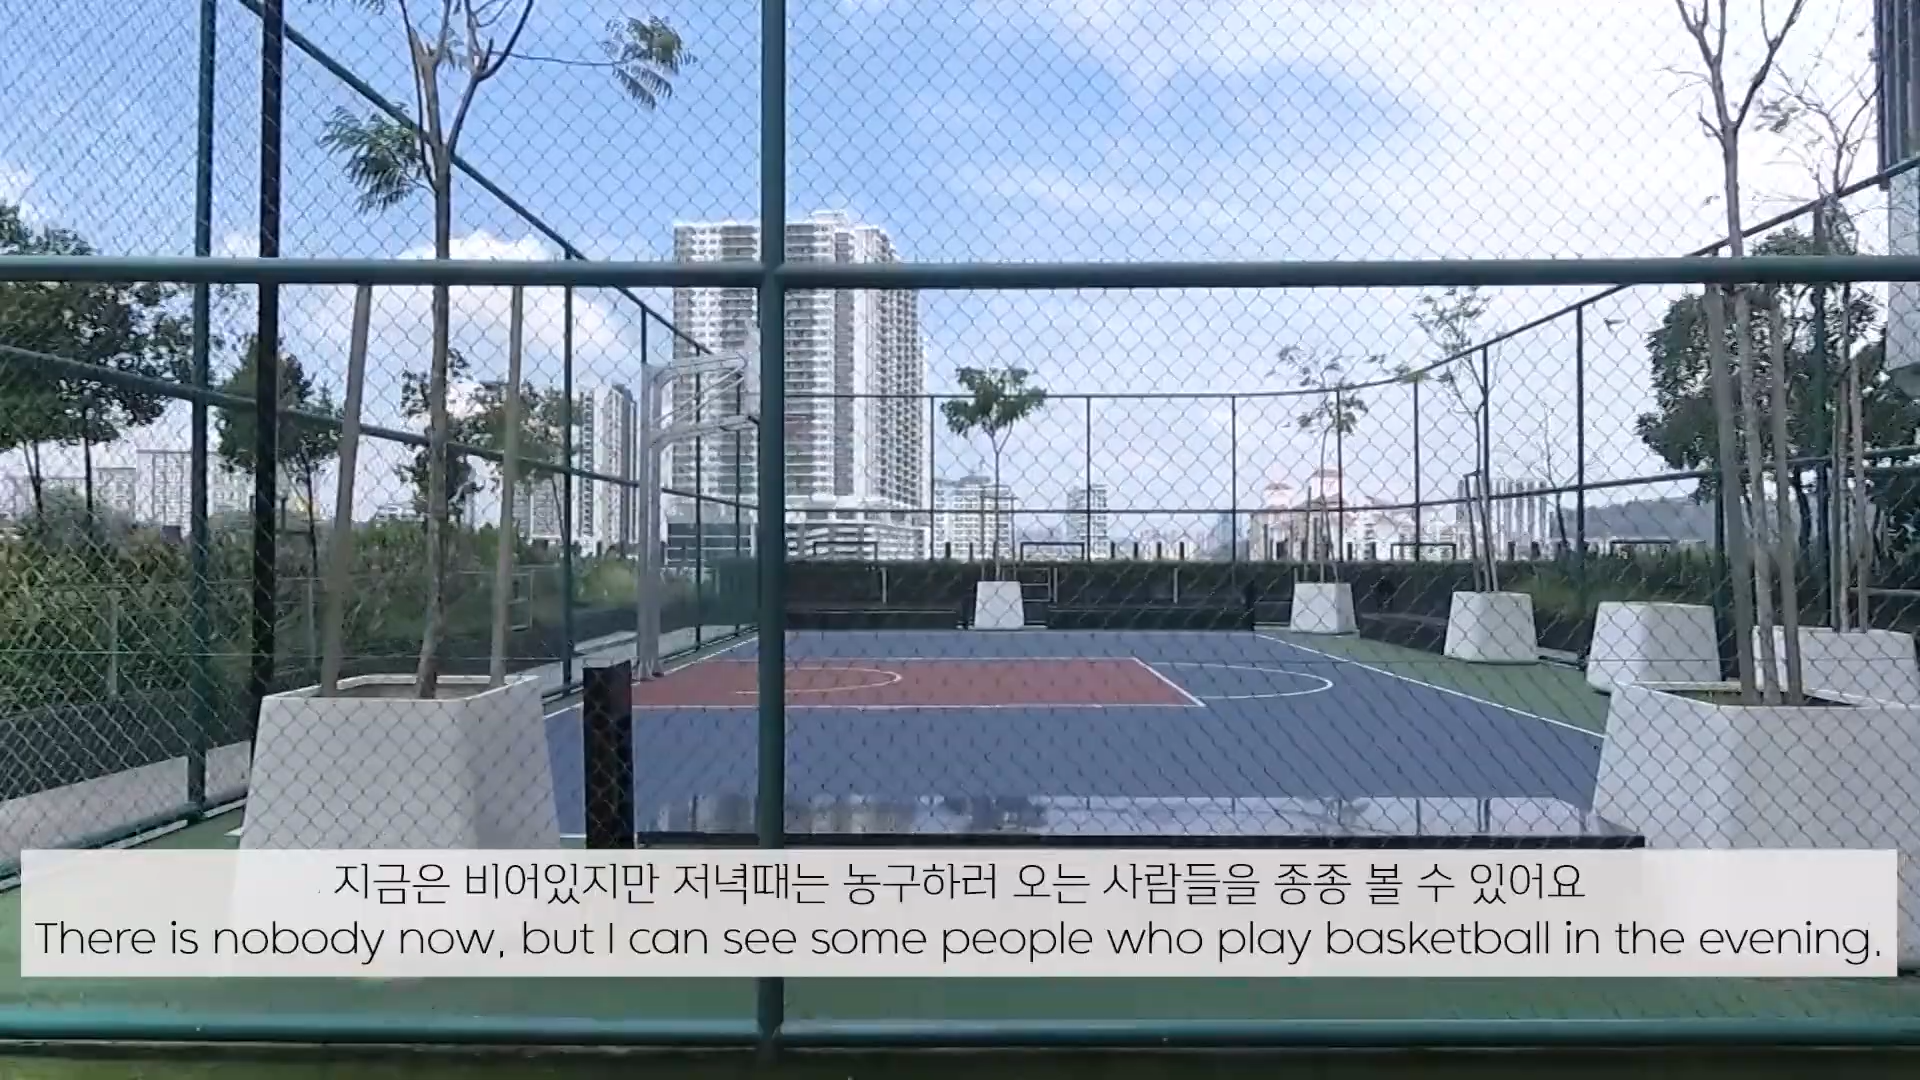 지금은 비어있지만 저녁때는 농구하러 오는 사람들을 종종 볼 수 있어요
There is nobody now, but I can see some people who play basketball in the evening.